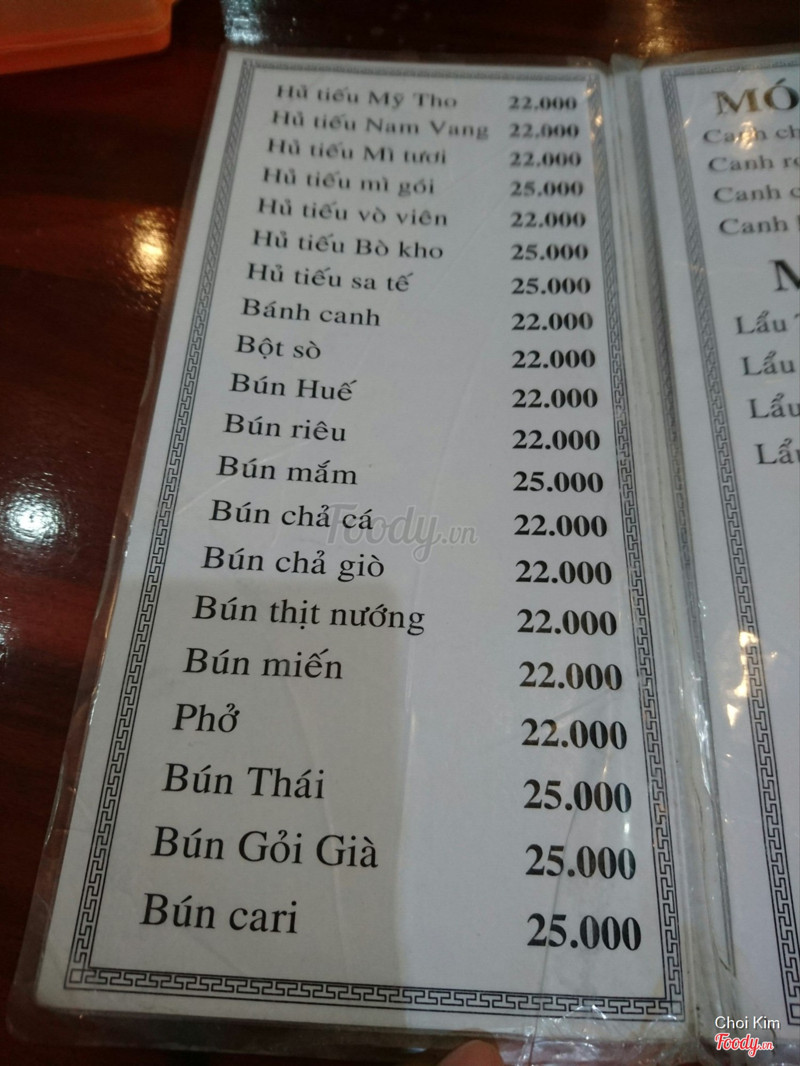 Hủ tiếu Mỹ Tho 22.000
Hủ tiếu Nam Vang 22.000
Hủ tiếu Mì tươi 22.000
Hủ tiếu mì gói 25.000
Hủ tiếu vò viên 22.000
Hủ tiếu Bò kho 25.000
Hủ tiếu sa tế 25.000
Bánh canh 22.000
Bột sò 22.000
Bún Huế 22.000
Bún riêu 22.000
Bún mắm 25.000
Bún chả cá 22.000
Bún chả giò 22.000
Bún thịt nướng 22.000
Bún miến 22.000
Phở 22.000
Bún Thái 25.000
Bún Gỏi Già 25.000
Bún cari 25.000
MÓ
Canh ch
Canh
Canh c
Canh
M
Lẩu
Lẩu
Lẩu
Lẩu
Foody.vn
Choi Kim
Foody.vn